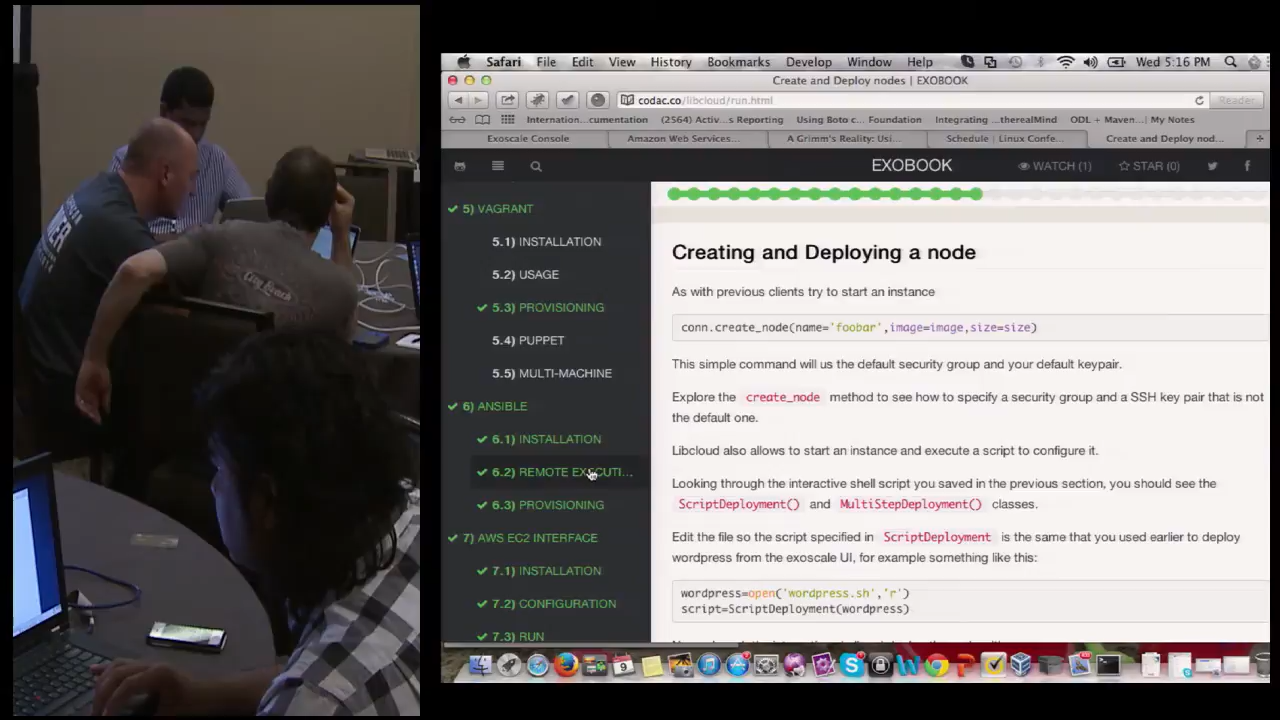 Safari File Edit View History Bookmarks Develop Window Help Wed 5:16 PM
Create and Deploy nodes | EXOBOOK
codac.co/libcloud/run.html Reader
Internation...cumentation (2564) Activ...s Reporting Using Boto c... Foundation Integrating ...therealMind ODL + Maven...| My Notes
Exoscale Console Amazon Web Services... A Grimm's Reality: Usi... Schedule | Linux Confe... Create and Deploy nod...
EXOBOOK WATCH (1) STAR (0)
5) VAGRANT
5.1) INSTALLATION
5.2) USAGE
5.3) PROVISIONING
5.4) PUPPET
5.5) MULTI-MACHINE
6) ANSIBLE
6.1) INSTALLATION
6.2) REMOTE EXECUTI...
6.3) PROVISIONING
7) AWS EC2 INTERFACE
7.1) INSTALLATION
7.2) CONFIGURATION
7.3) RUN
Creating and Deploying a node
As with previous clients try to start an instance
conn.create_node(name='foobar',image=image,size=size)
This simple command will us the default security group and your default keypair.
Explore the create_node method to see how to specify a security group and a SSH key pair that is not
the default one.
Libcloud also allows to start an instance and execute a script to configure it.
Looking through the interactive shell script you saved in the previous section, you should see the
ScriptDeployment() and MultiStepDeployment() classes.
Edit the file so the script specified in ScriptDeployment is the same that you used earlier to deploy
wordpress from the exoscale UI, for example something like this:
wordpress=open('wordpress.sh','r')
script=ScriptDeployment(wordpress)